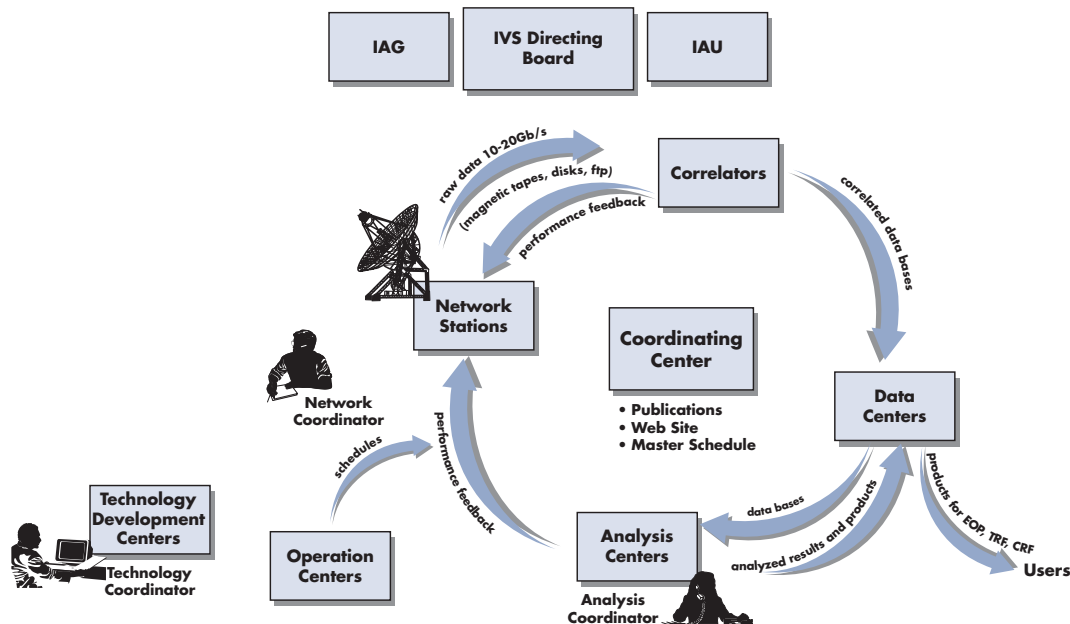 IAG
IVS Directing
Board
IAU
raw data 10-20Gb/s
(magnetic tapes, disks, ftp)
performance feedback
Correlators
correlated data bases
Network
Stations
Coordinating
Center
• Publications
• Web Site
• Master Schedule
Network
Coordinator
Data
Centers
schedules
performance feedback
data bases
analyzed results and products
products for EOP, TRF, CRF
Users
Technology
Development
Centers
Technology
Coordinator
Operation
Centers
Analysis
Centers
Analysis
Coordinator